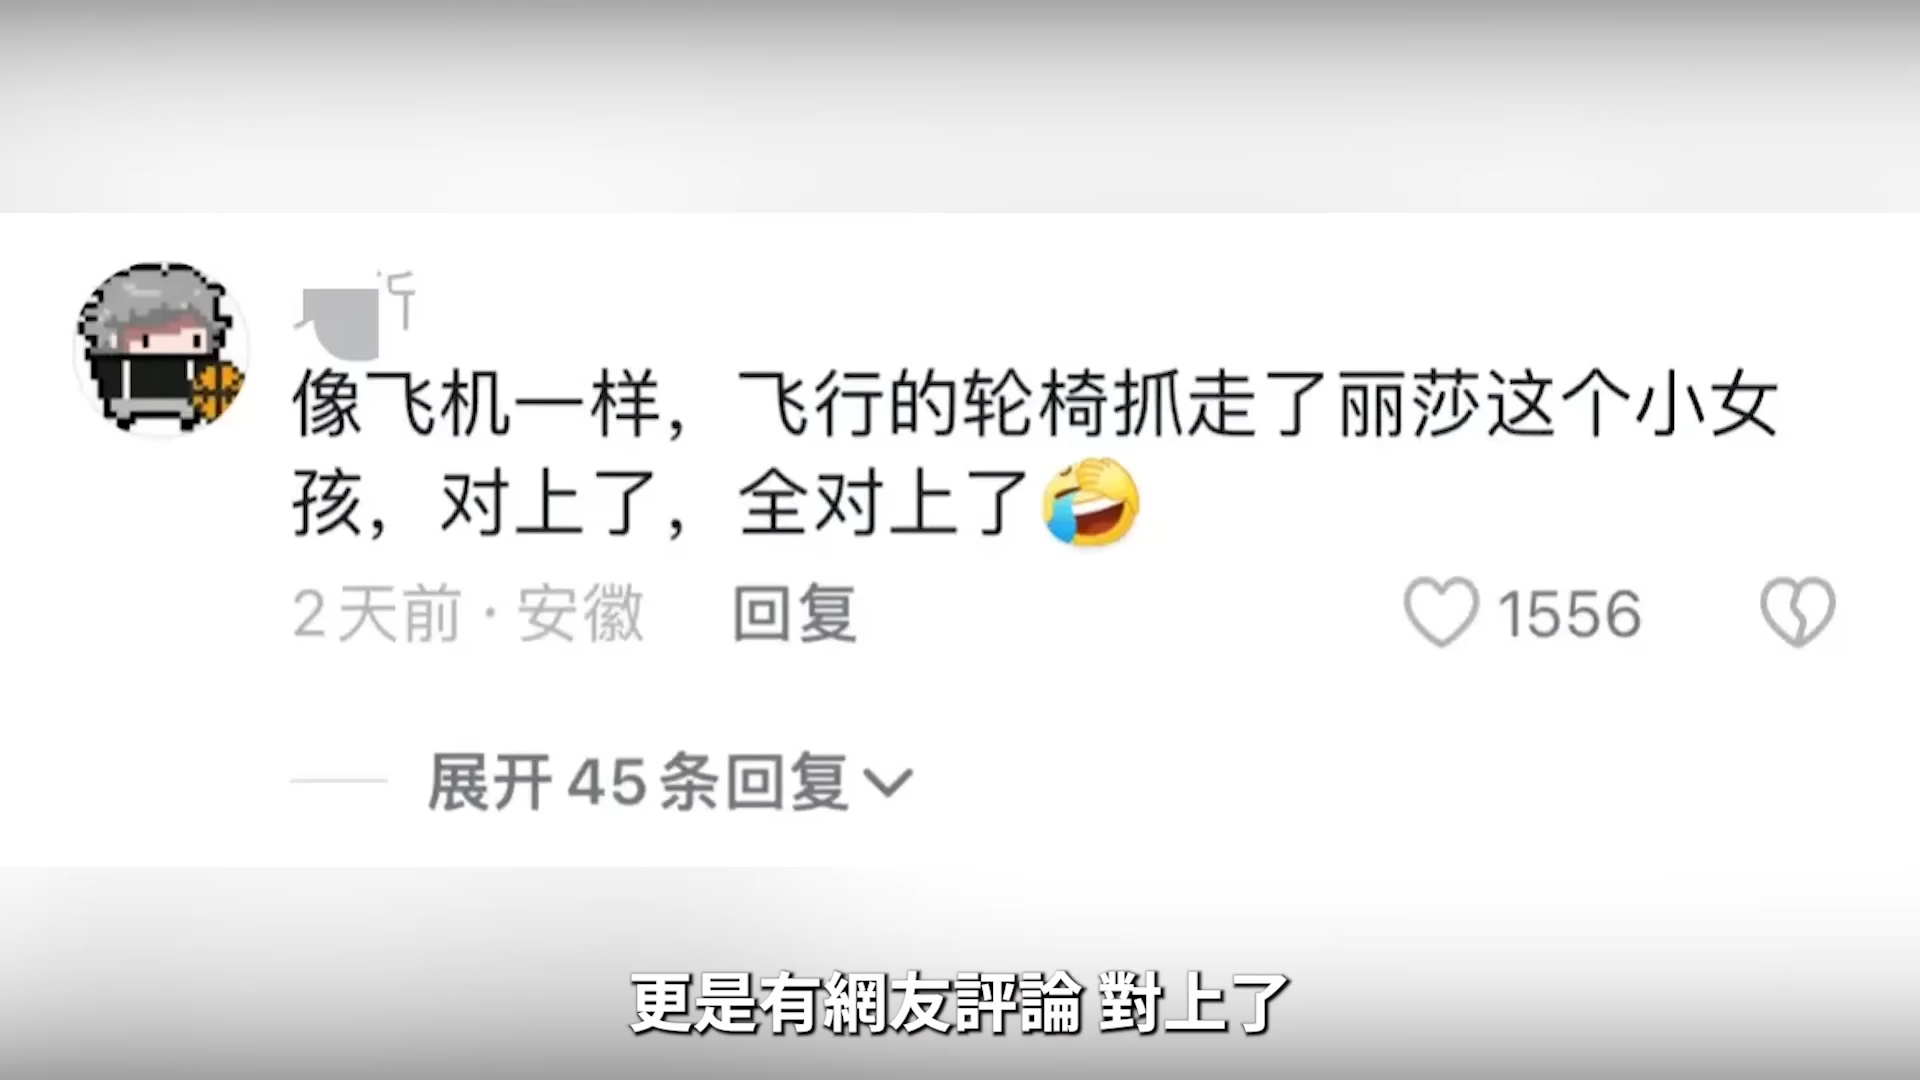 像飞机一样，飞行的轮椅抓走了丽莎这个小女
孩，对上了，全对上了🤣
2天前·安徽 回复 1556
展开45条回复
更是有網友評論 對上了